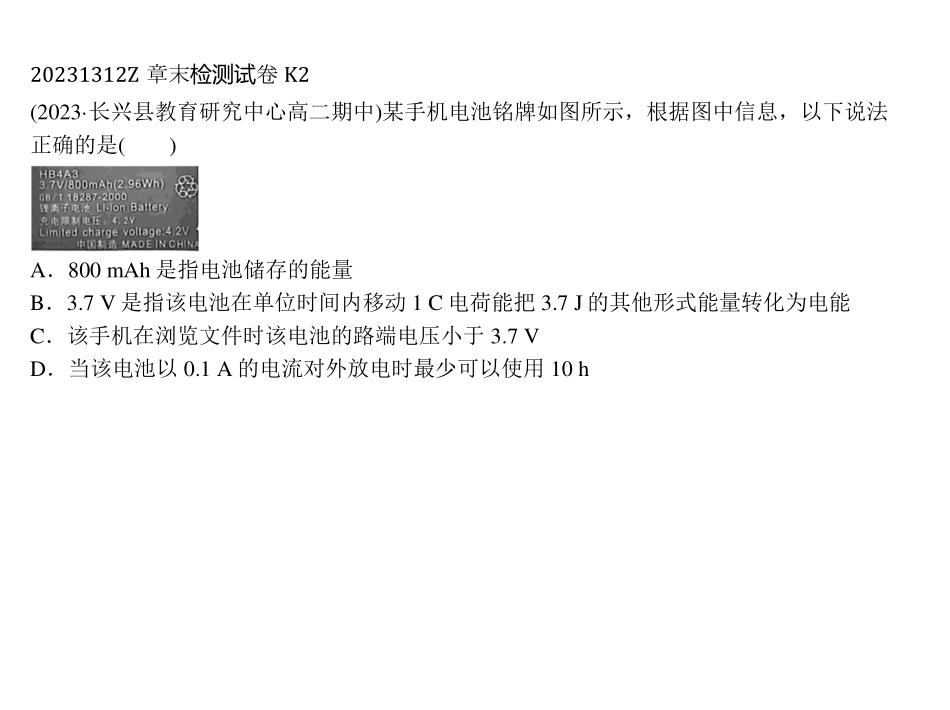 20231312Z 章末检测试卷 K2
(2023·长兴县教育研究中心高二期中)某手机电池铭牌如图所示，根据图中信息，以下说法
正确的是(　　)
HB4A3
3.7V/800mAh(2.96Wh)
GB/T 18287-2000
锂离子电池 Li-Ion Battery
充电限制电压：4.2V
Limited charge voltage:4.2V
中国制造 MADE IN CHINA
A．800 mAh 是指电池储存的能量
B．3.7 V 是指该电池在单位时间内移动 1 C 电荷能把 3.7 J 的其他形式能量转化为电能
C．该手机在浏览文件时该电池的路端电压小于 3.7 V
D．当该电池以 0.1 A 的电流对外放电时最少可以使用 10 h